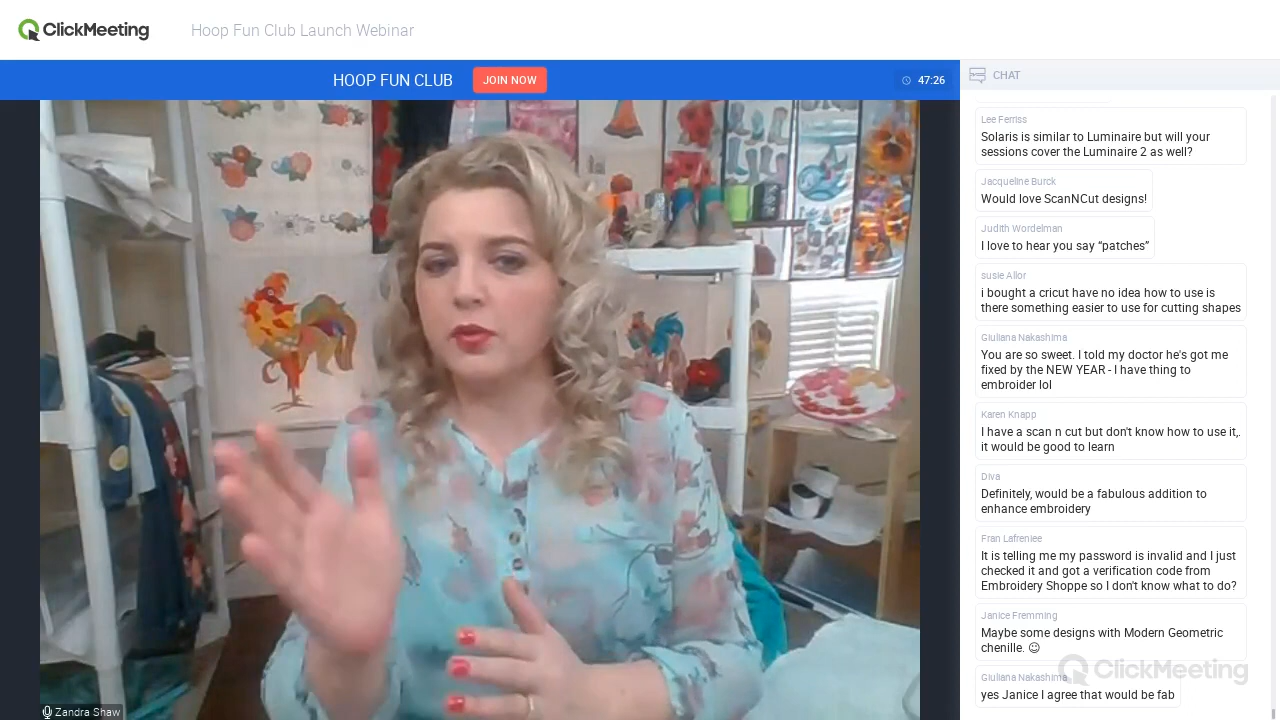 ClickMeeting
Hoop Fun Club Launch Webinar
HOOP FUN CLUB
JOIN NOW
47:26
CHAT
Lee Ferriss
Solaris is similar to Luminaire but will your
sessions cover the Luminaire 2 as well?
Jacqueline Burck
Would love ScanNCut designs!
Judith Wordelman
I love to hear you say “patches”
susie Allor
i bought a cricut have no idea how to use is
there something easier to use for cutting shapes
Giuliana Nakashima
You are so sweet. I told my doctor he's got me
fixed by the NEW YEAR - I have thing to
embroider lol
Karen Knapp
I have a scan n cut but don't know how to use it,.
it would be good to learn
Diva
Definitely, would be a fabulous addition to
enhance embroidery
Fran Lafreniee
It is telling me my password is invalid and I just
checked it and got a verification code from
Embroidery Shoppe so I don't know what to do?
Janice Fremming
Maybe some designs with Modern Geometric
chenille. 😉
Giuliana Nakashima
yes Janice I agree that would be fab
ClickMeeting
Zandra Shaw